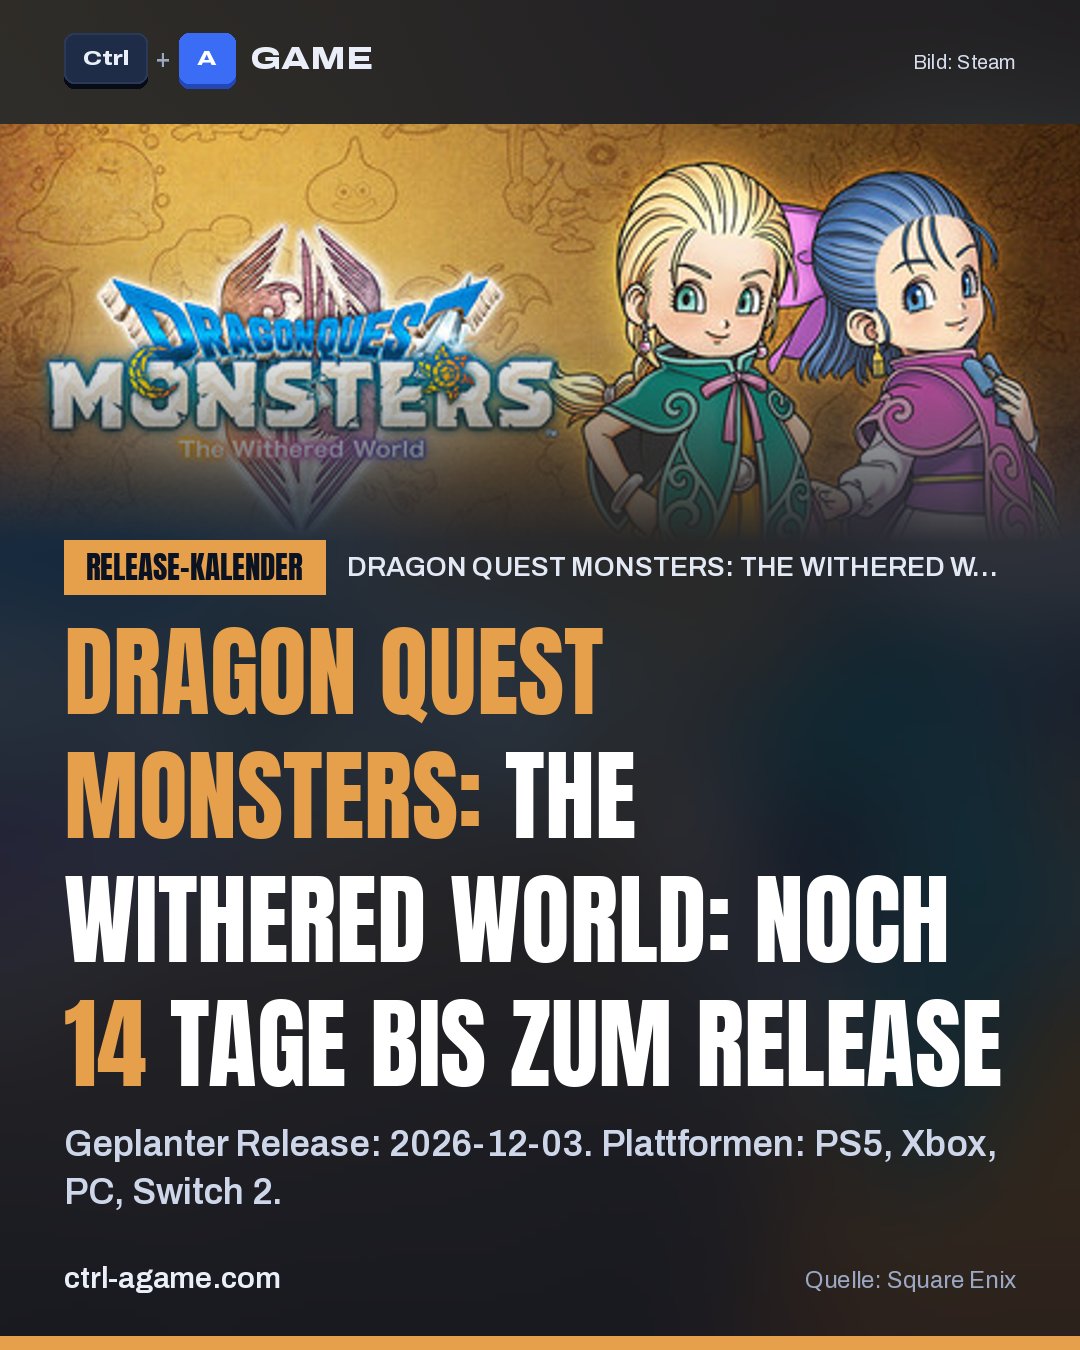 Ctrl + A GAME
Bild: Steam
DRAGON QUEST
MONSTERS
The Withered World
RELEASE-KALENDER
DRAGON QUEST MONSTERS: THE WITHERED W...
DRAGON QUEST
MONSTERS: THE
WITHERED WORLD: NOCH
14 TAGE BIS ZUM RELEASE
Geplanter Release: 2026-12-03. Plattformen: PS5, Xbox,
PC, Switch 2.
ctrl-agame.com
Quelle: Square Enix